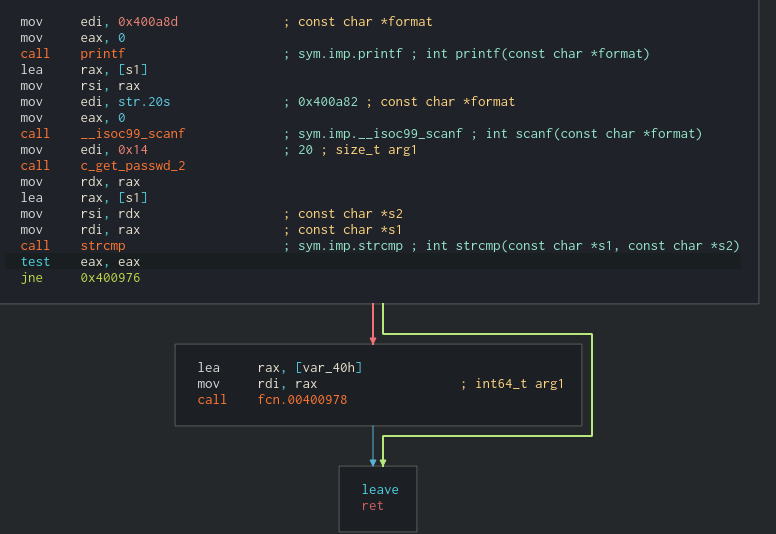 mov edi, 0x400a8d ; const char *format
mov eax, 0
call printf ; sym.imp.printf ; int printf(const char *format)
lea rax, [s1]
mov rsi, rax
mov edi, str.20s ; 0x400a82 ; const char *format
mov eax, 0
call __isoc99_scanf ; sym.imp.__isoc99_scanf ; int scanf(const char *format)
mov edi, 0x14 ; 20 ; size_t arg1
call c_get_passwd_2
mov rdx, rax
lea rax, [s1]
mov rsi, rdx ; const char *s2
mov rdi, rax ; const char *s1
call strcmp ; sym.imp.strcmp ; int strcmp(const char *s1, const char *s2)
test eax, eax
jne 0x400976
lea rax, [var_40h]
mov rdi, rax ; int64_t arg1
call fcn.00400978
leave
ret